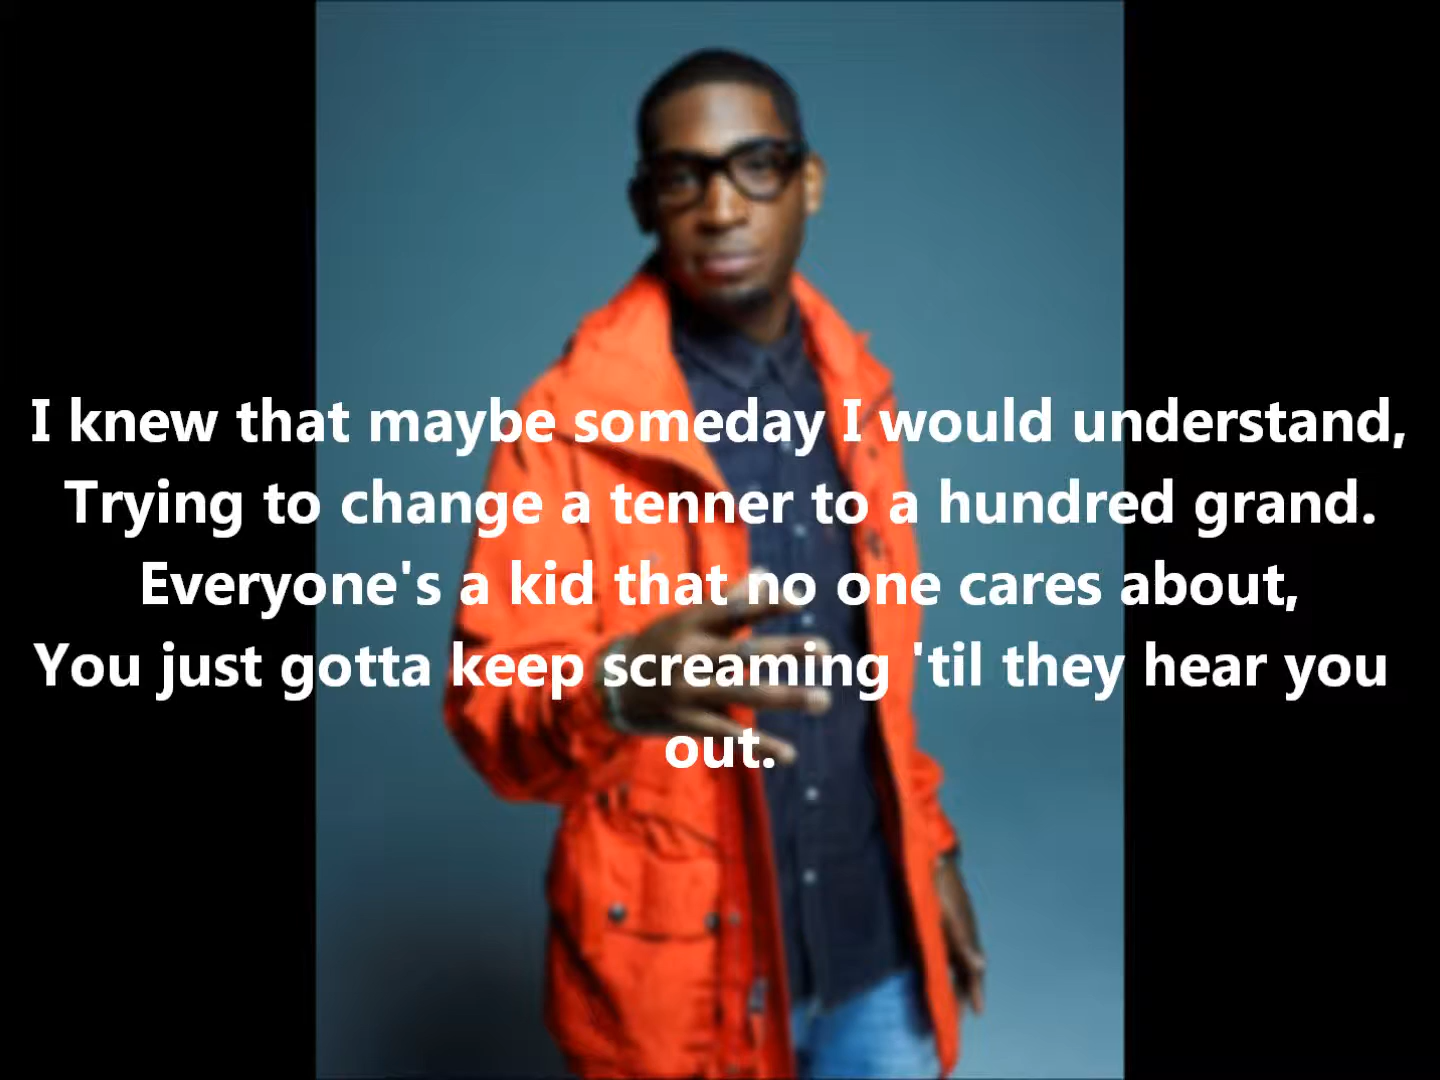 I knew that maybe someday I would understand,
Trying to change a tenner to a hundred grand.
Everyone's a kid that no one cares about,
You just gotta keep screaming 'til they hear you
out.